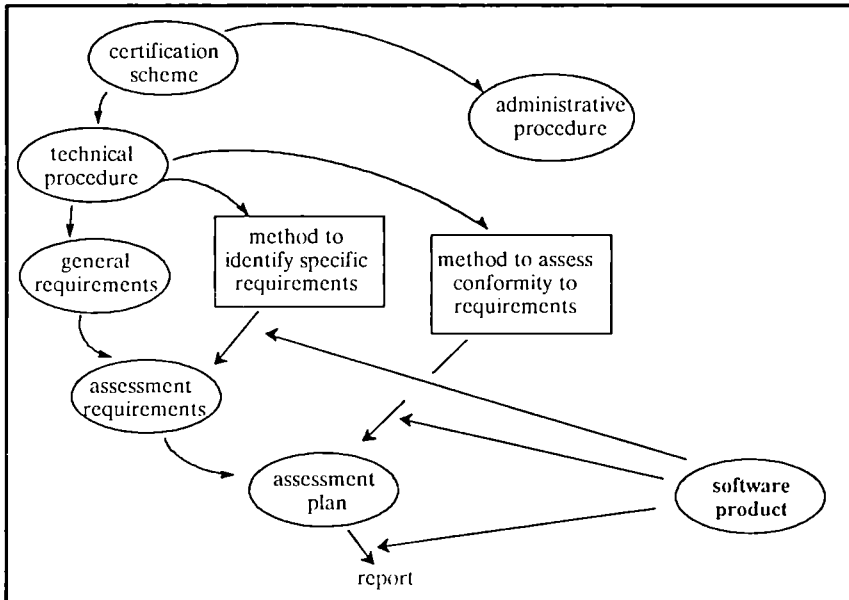 certification
scheme
administrative
procedure
technical
procedure
method to
identify specific
requirements
method to assess
conformity to
requirements
general
requirements
assessment
requirements
assessment
plan
software
product
report